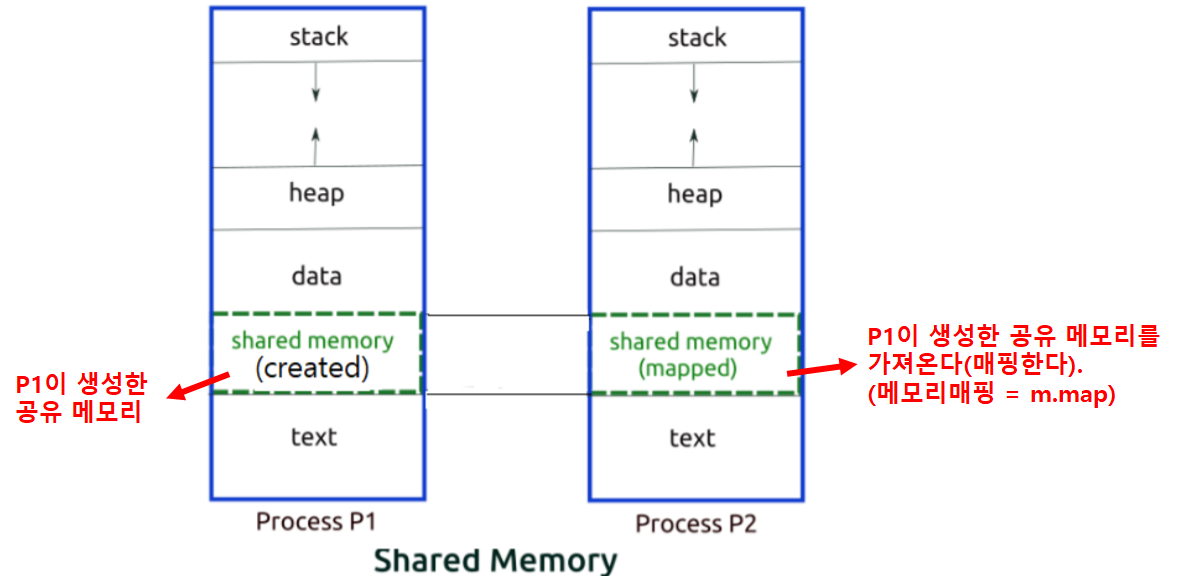 stack
heap
data
shared memory
(created)
text
Process P1
P1이 생성한
공유 메모리
stack
heap
data
shared memory
(mapped)
text
Process P2
P1이 생성한 공유 메모리를
가져온다(매핑한다).
(메모리매핑 = m.map)
Shared Memory